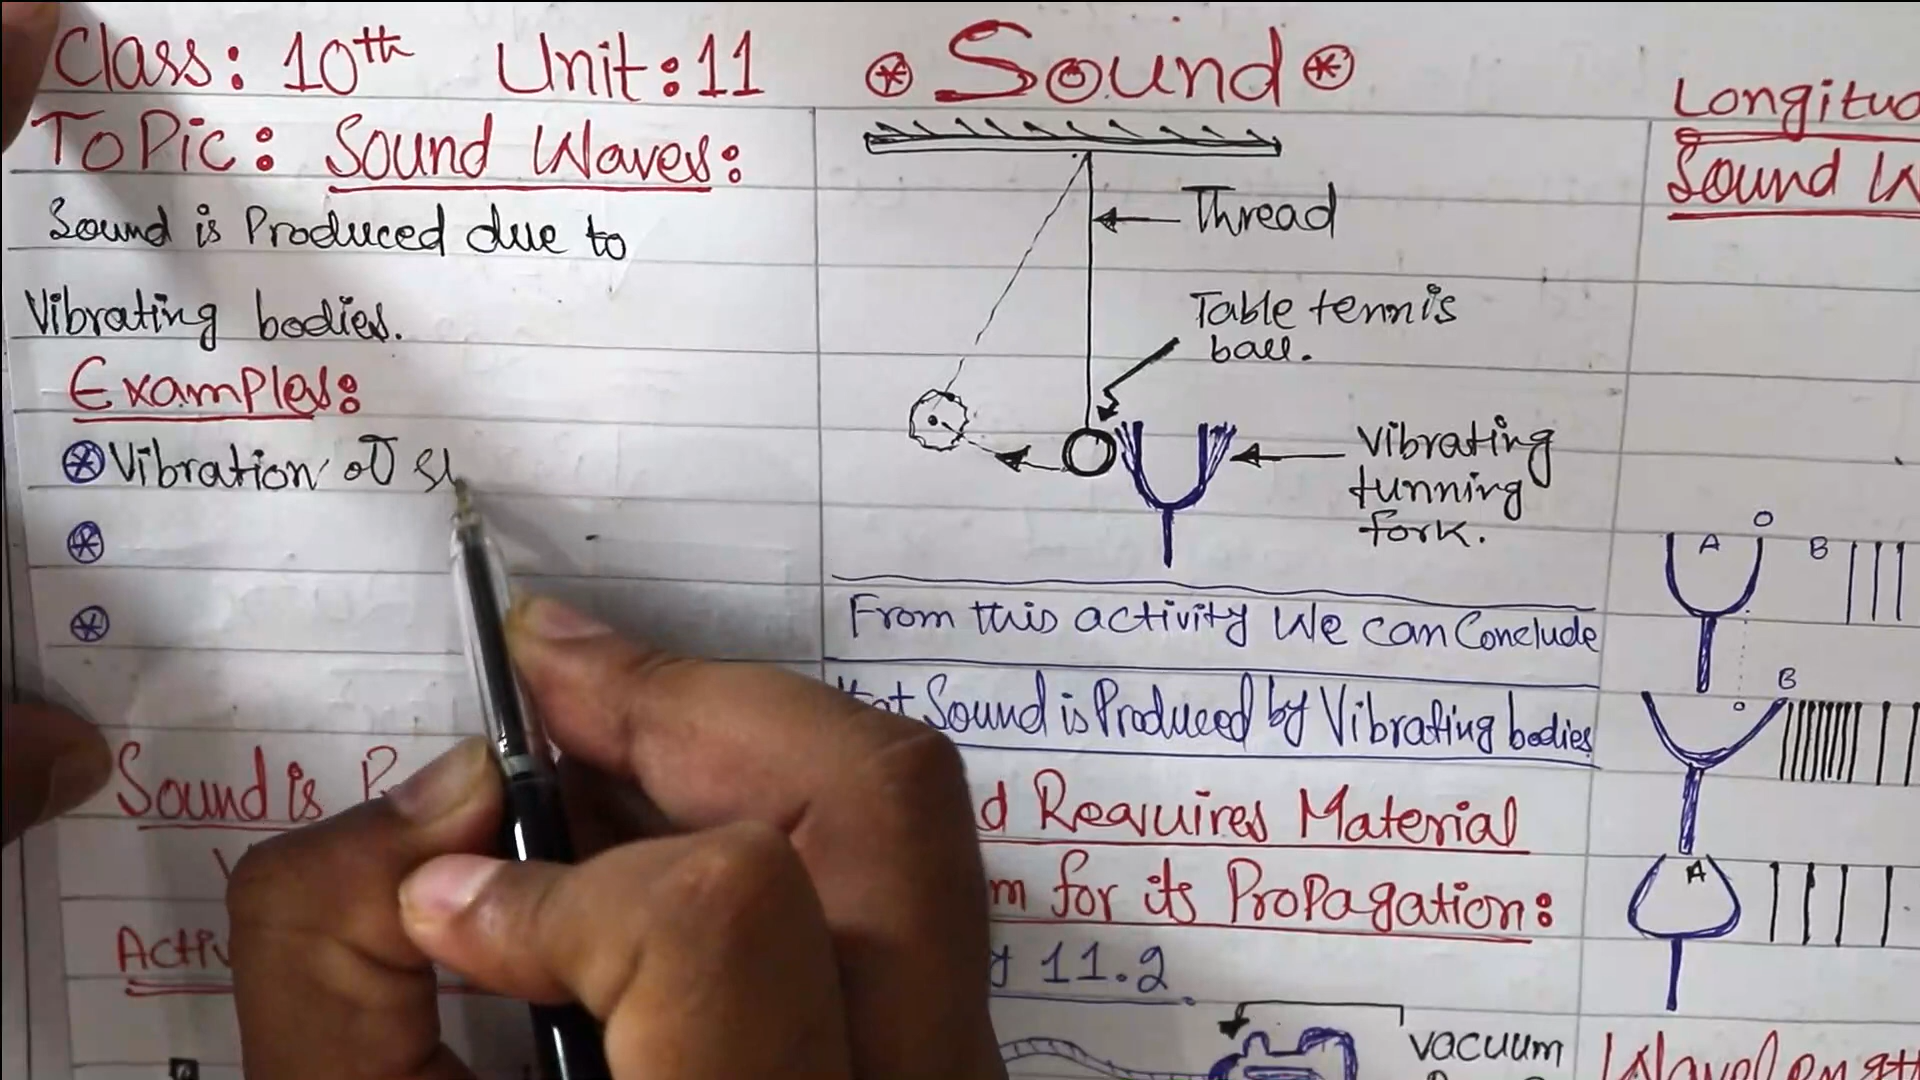 Class: 10th Unit:11
Topic: Sound Waves:
Sound is Produced due to
Vibrating bodies.
Examples:
Vibration of
Sound is
Sound
Thread
Table tennis
ball.
Vibrating
tunning
fork.
From this activity We can Conclude
Sound is Produced by Vibrating bodies
d Requires Material
m for its Propagation:
11.2
vacuum
Longitud
Sound W
A
B
B
A